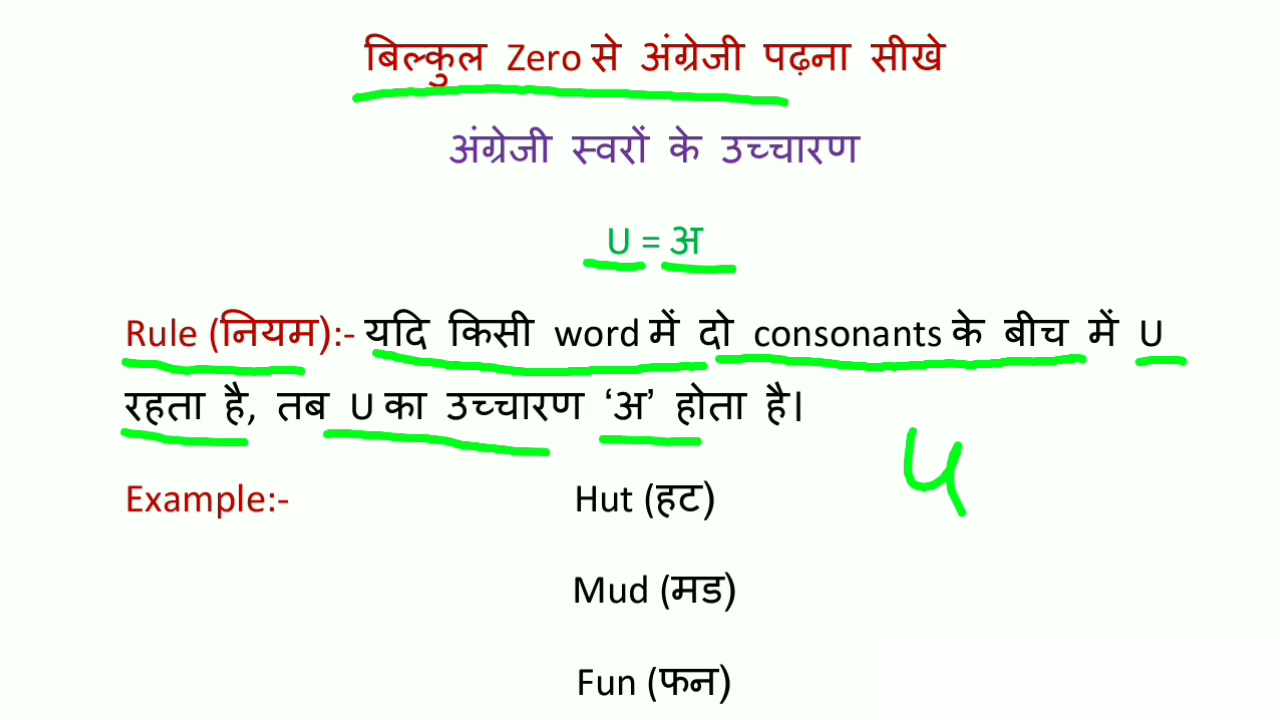 बिल्कुल Zero से अंग्रेजी पढ़ना सीखे
अंग्रेजी स्वरों के उच्चारण
U = अ
Rule (नियम):- यदि किसी word में दो consonants के बीच में U
रहता है, तब U का उच्चारण ‘अ’ होता है।
u
Example:- Hut (हट)
Mud (मड)
Fun (फन)